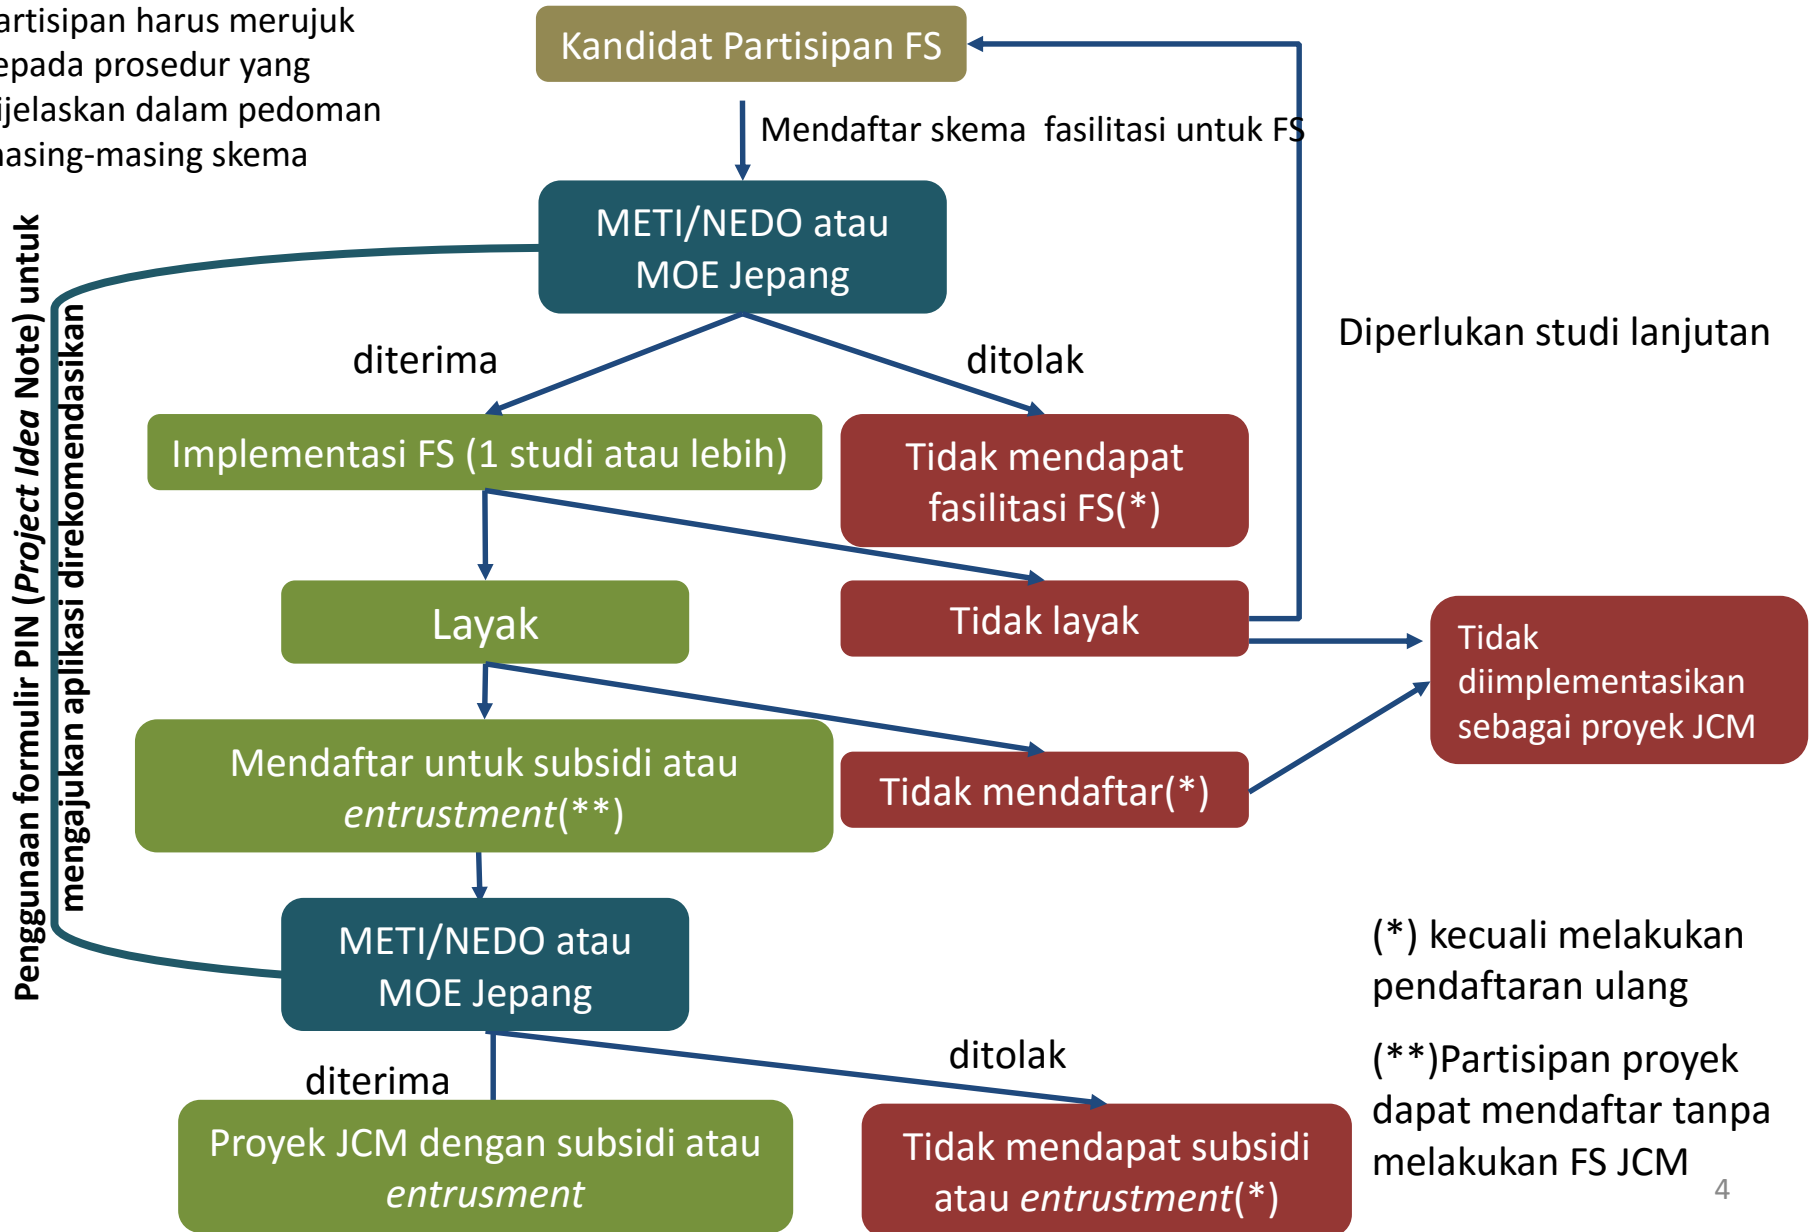 artisipan harus merujuk
epada prosedur yang
ijelaskan dalam pedoman
asing-masing skema
Kandidat Partisipan FS
Mendaftar skema  fasilitasi untuk FS
METI/NEDO atau
MOE Jepang
Penggunaan formulir PIN (Project Idea Note) untuk
mengajukan aplikasi direkomendasikan
diterima
ditolak
Diperlukan studi lanjutan
Implementasi FS (1 studi atau lebih)
Tidak mendapat
fasilitasi FS(*)
Layak
Tidak layak
Tidak
diimplementasikan
sebagai proyek JCM
Mendaftar untuk subsidi atau
entrustment(**)
Tidak mendaftar(*)
METI/NEDO atau
MOE Jepang
(*) kecuali melakukan
pendaftaran ulang
diterima
ditolak
(**)Partisipan proyek
dapat mendaftar tanpa
melakukan FS JCM
Proyek JCM dengan subsidi atau
entrusment
Tidak mendapat subsidi
atau entrustment(*)
4